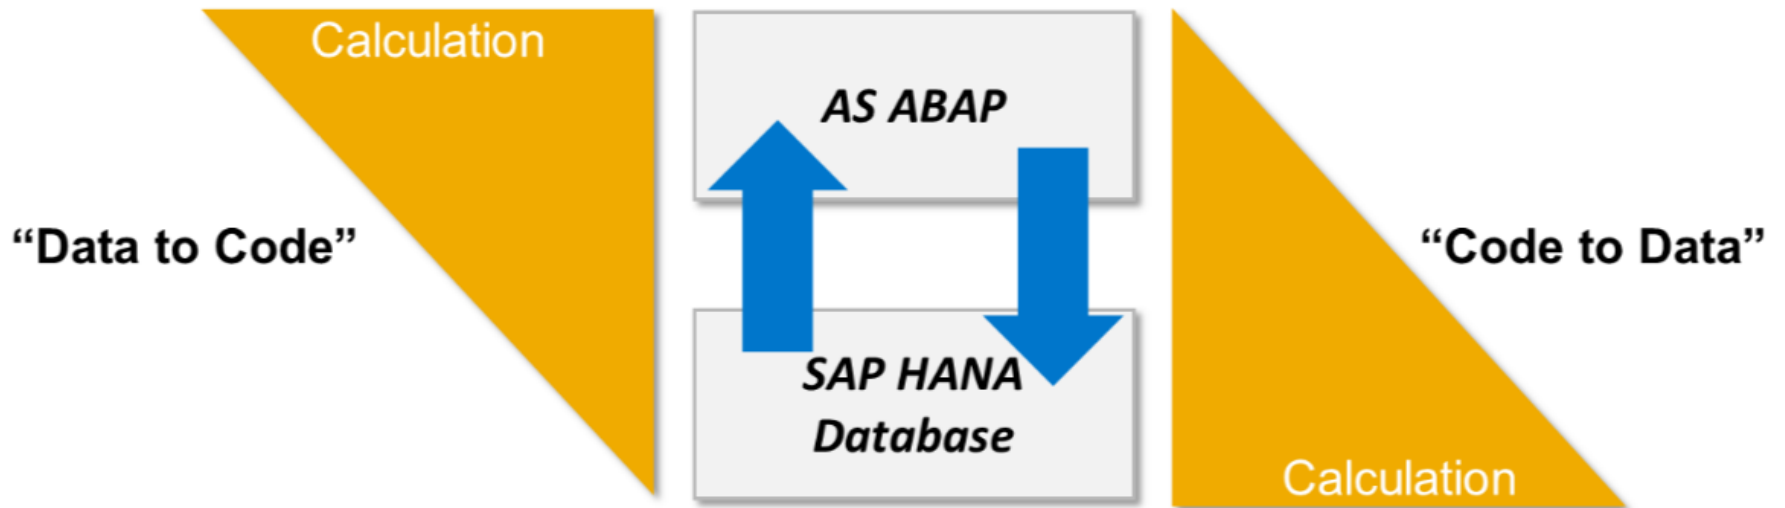 Calculation
AS ABAP
“Data to Code”
“Code to Data”
SAP HANA
Database
Calculation